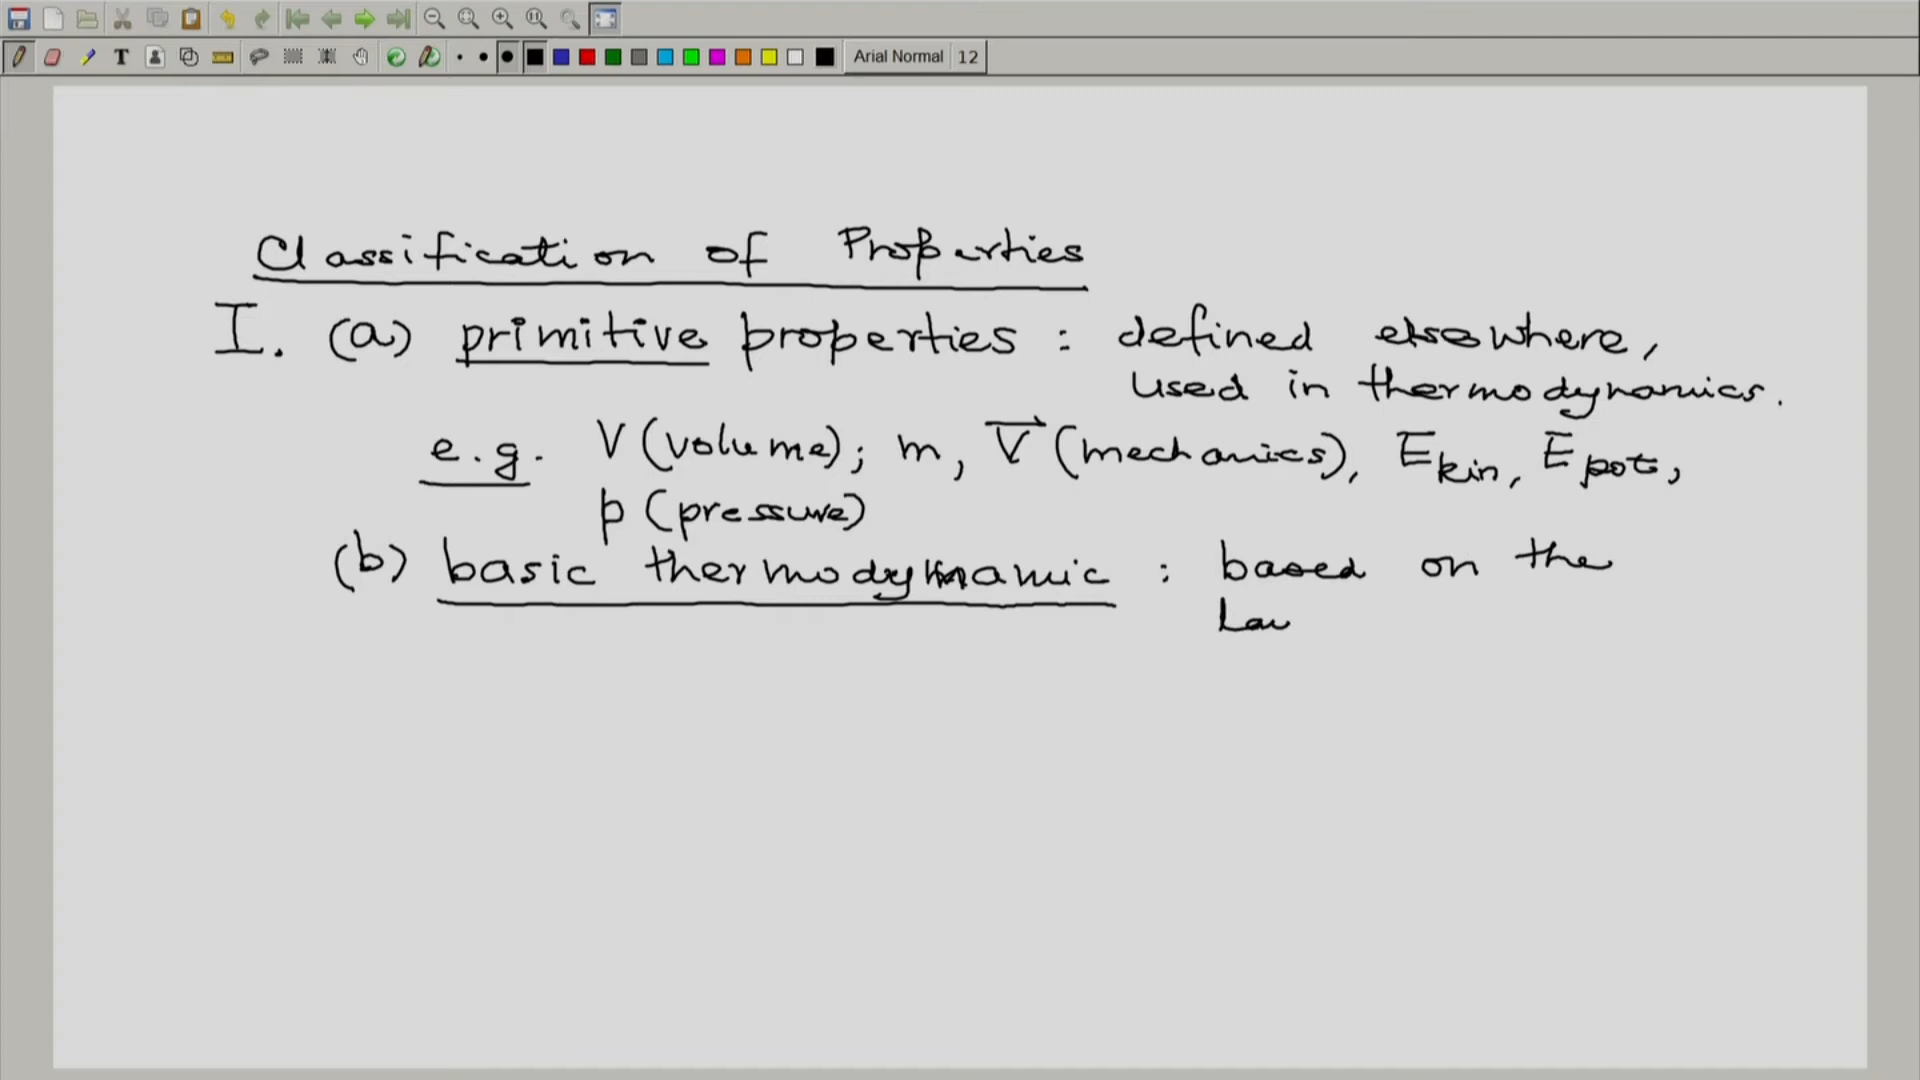 T
Arial Normal 12
Classification of Properties
I. (a) primitive properties : defined elsewhere,
used in thermodynamics.
e.g. V (volume); m, V⃗ (mechanics), Ekin, Epot,
p (pressure)
(b) basic thermodynamic : based on the
Law